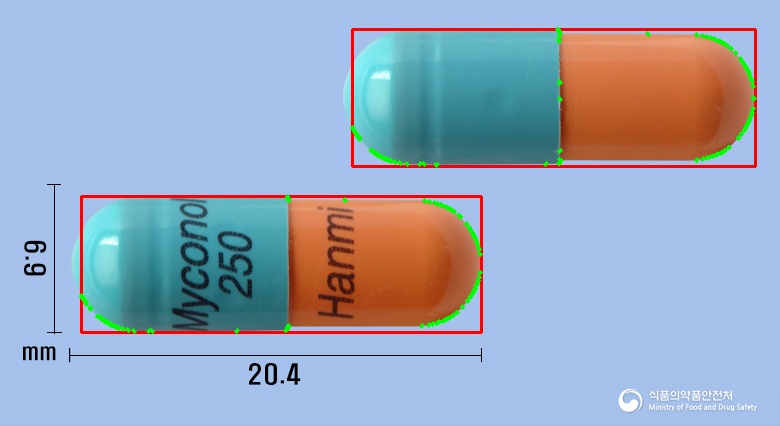 Myconol
250
Hanmi
6.9
mm
20.4
식품의약품안전처
Ministry of Food and Drug Safety